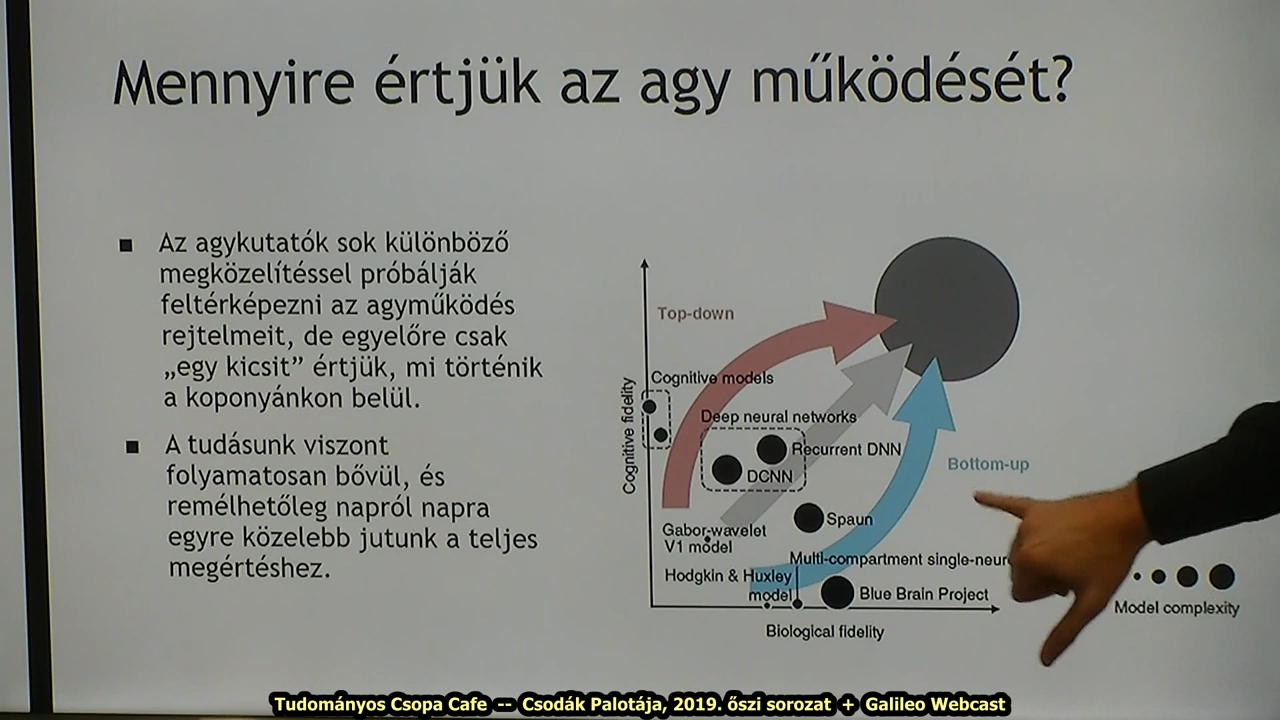 Mennyire értjük az agy működését?
Az agykutatók sok különböző
megközelítéssel próbálják
feltérképezni az agyműködés
rejtelmeit, de egyelőre csak
„egy kicsit” értjük, mi történik
a koponyánkon belül.
A tudásunk viszont
folyamatosan bővül, és
remélhetőleg napról napra
egyre közelebb jutunk a teljes
megértéshez.
Top-down
Cognitive models
Cognitive fidelity
Deep neural networks
Recurrent DNN
DCNN
Bottom-up
Spaun
Gabor wavelet
V1 model
Multi-compartment
Hodgkin & Huxley
model
Blue Brain Project
Biological fidelity
Model complexity
Tudományos Csopa Cafe -- Csodák Palotája, 2019. őszi sorozat + Galileo Webcast